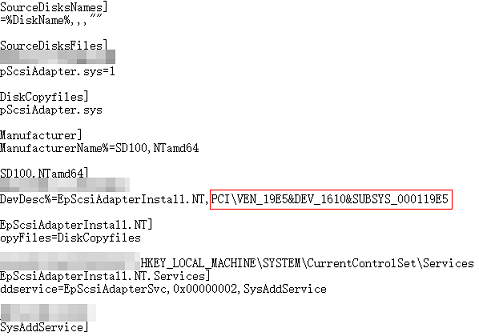 SourceDisksNames]
=%DiskName%,,,""
SourceDisksFiles]
pScsiAdapter.sys=1
DiskCopyfiles]
pScsiAdapter.sys
Manufacturer]
ManufacturerName%=SD100,NTamd64
SD100.NTamd64]
DevDesc%=EpScsiAdapterInstall.NT,PCI\VEN_19E5&DEV_1610&SUBSYS_000119E5
EpScsiAdapterInstall.NT]
opyFiles=DiskCopyfiles
HKEY_LOCAL_MACHINE\SYSTEM\CurrentControlSet\Services
EpScsiAdapterInstall.NT.Services]
ddservice=EpScsiAdapterSvc,0x00000002,SysAddService
SysAddService]